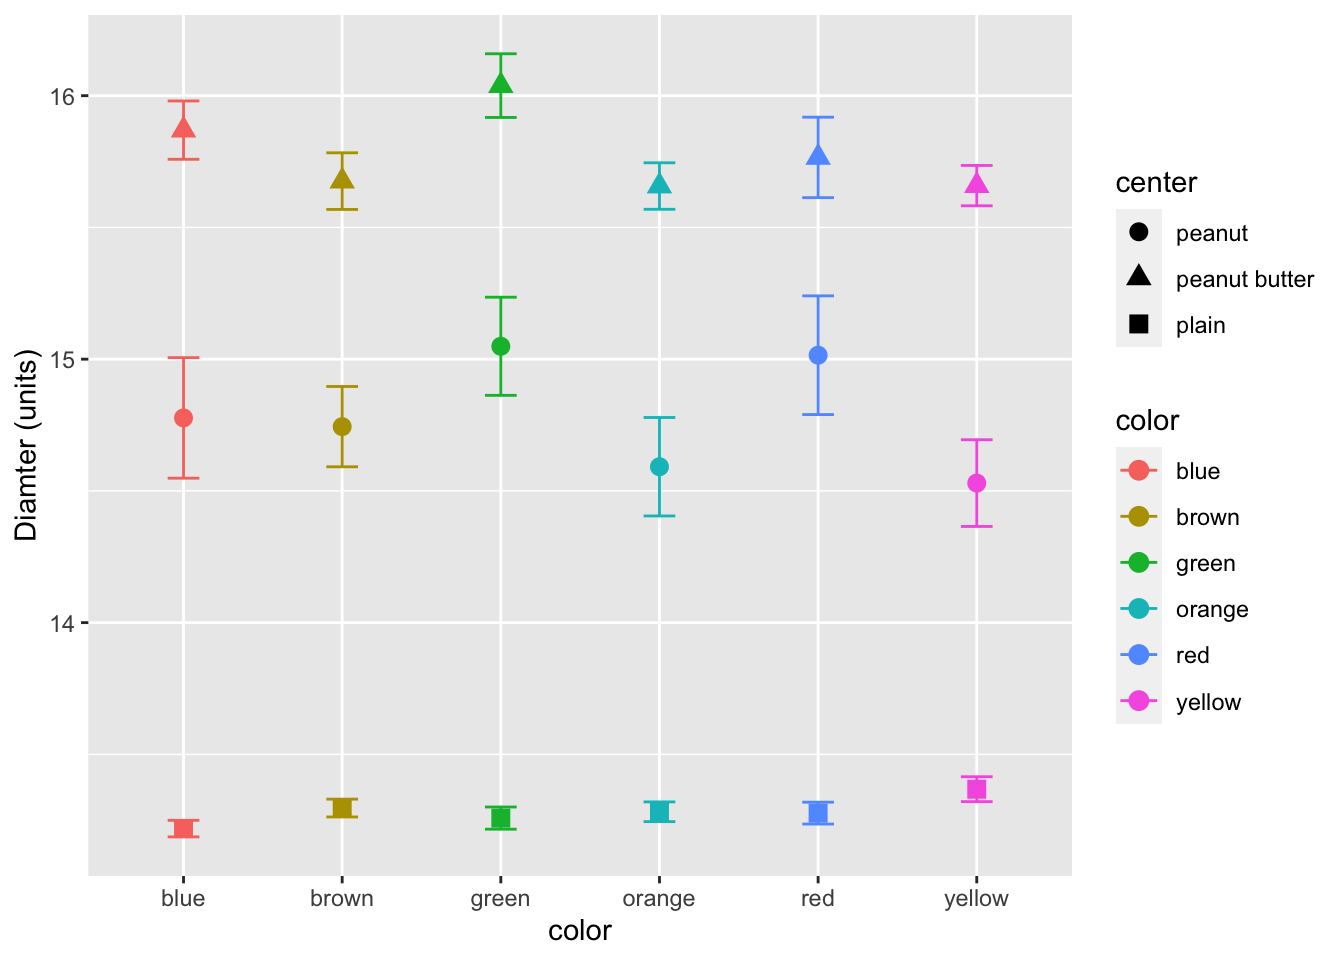 16
15
14
Diamter (units)
blue brown green orange red yellow
color
center
peanut
peanut butter
plain
color
blue
brown
green
orange
red
yellow